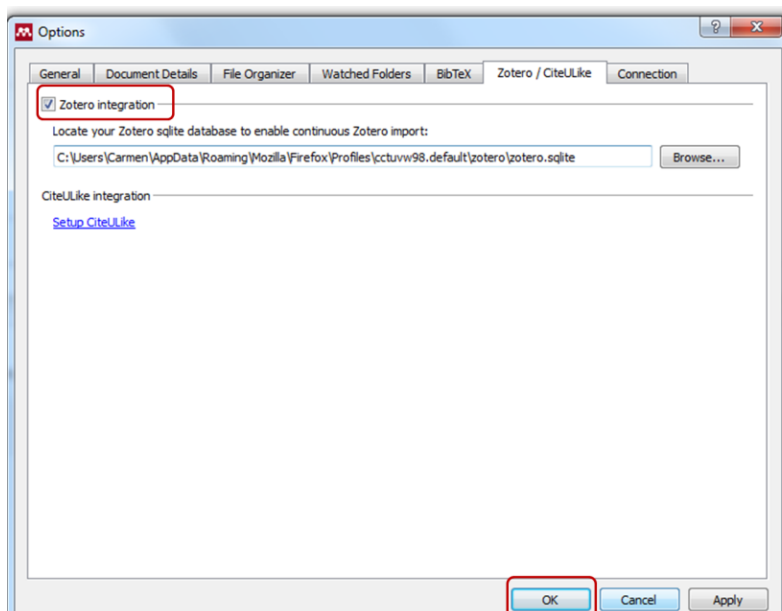 Options
General Document Details File Organizer Watched Folders BibTeX Zotero / CiteULike Connection
Zotero integration
Locate your Zotero sqlite database to enable continuous Zotero import:
C:\Users\Carmen\AppData\Roaming\Mozilla\Firefox\Profiles\cctuvw98.default\zotero\zotero.sqlite Browse...
CiteULike integration
Setup CiteULike
OK Cancel Apply